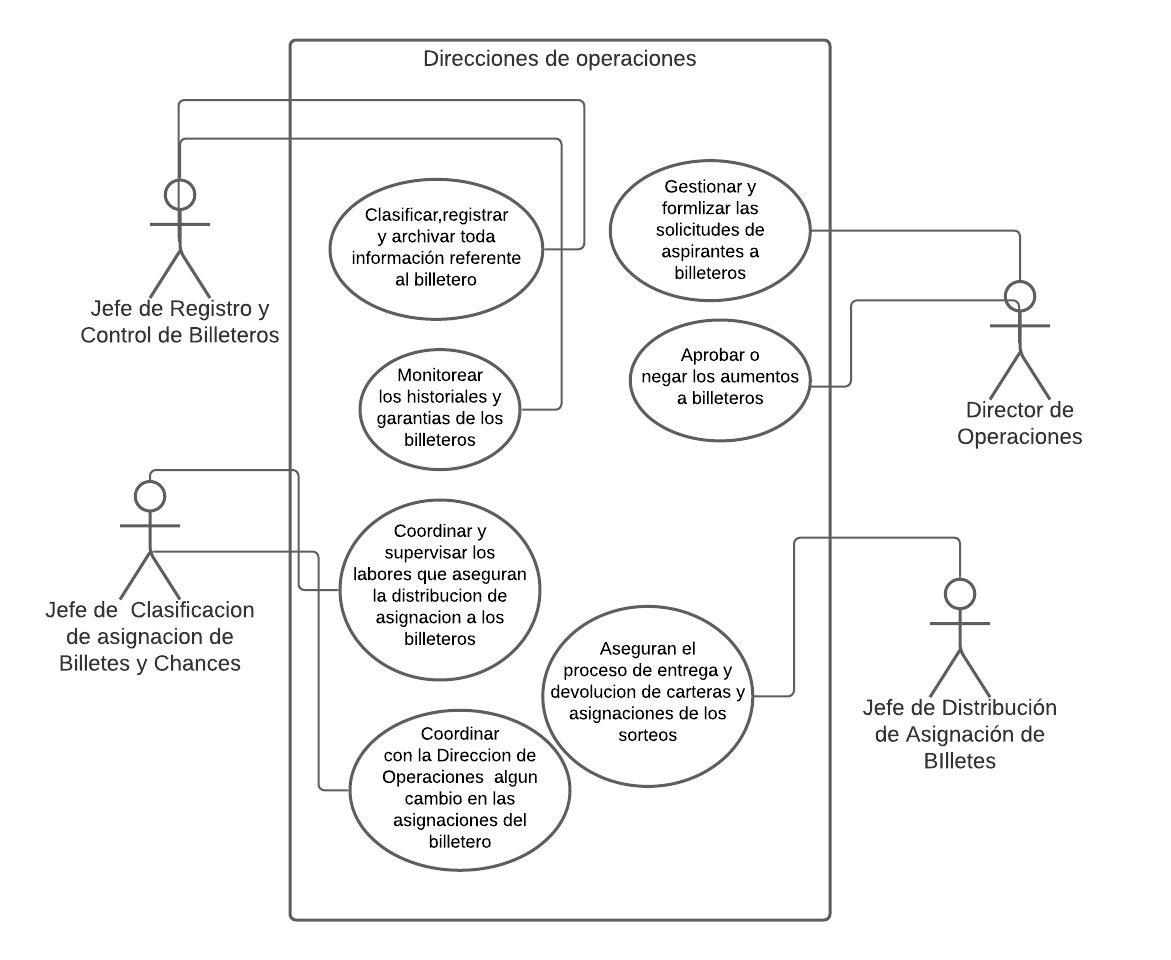 Direcciones de operaciones
Clasificar,registrar
y archivar toda
información referente
al billetero
Gestionar y
formlizar las
solicitudes de
aspirantes a
billeteros
Jefe de Registro y
Control de Billeteros
Monitorear
los historiales y
garantias de los
billeteros
Aprobar o
negar los aumentos
a billeteros
Director de
Operaciones
Coordinar y
supervisar los
labores que aseguran
la distribucion de
asignacion a los
billeteros
Jefe de  Clasificacion
de asignacion de
Billetes y Chances
Aseguran el
proceso de entrega y
devolucion de carteras y
asignaciones de los
sorteos
Jefe de Distribución
de Asignación de
BIlletes
Coordinar
con la Direccion de
Operaciones  algun
cambio en las
asignaciones del
billetero